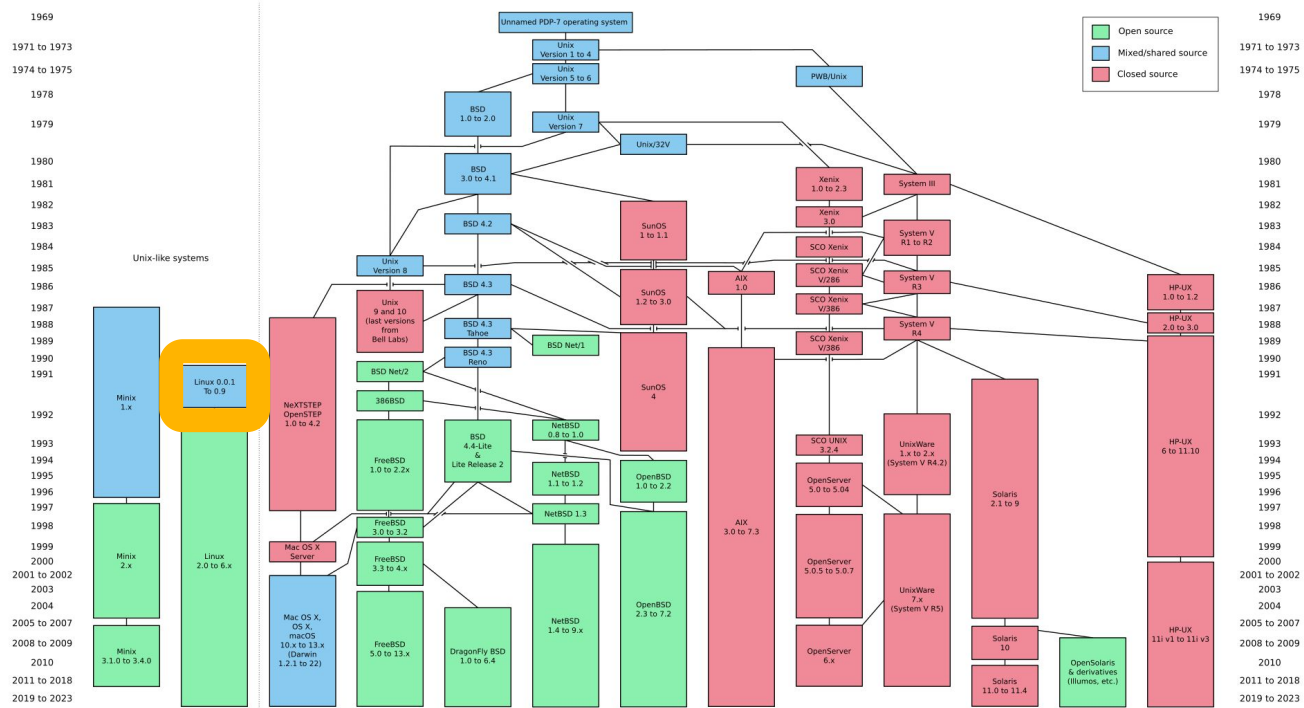 1969
1971 to 1973
1974 to 1975
1978
1979
1980
1981
1982
1983
1984
1985
1986
1987
1988
1989
1990
1991
1992
1993
1994
1995
1996
1997
1998
1999
2000
2001 to 2002
2003
2004
2005 to 2007
2008 to 2009
2010
2011 to 2018
2019 to 2023
Unix-like systems
Minix
1.x
Minix
2.x
Minix
3.1.0 to 3.4.0
Linux 0.0.1
To 0.9
Linux
2.0 to 6.x
Unnamed PDP-7 operating system
Unix
Version 1 to 4
Unix
Version 5 to 6
PWB/Unix
BSD
1.0 to 2.0
Unix
Version 7
Unix/32V
BSD
3.0 to 4.1
Xenix
1.0 to 2.3
System III
SunOS
1 to 1.1
Xenix
3.0
BSD 4.2
System V
R1 to R2
SCO Xenix
Unix
Version 8
SCO Xenix
V/286
AIX
1.0
System V
R3
BSD 4.3
SunOS
1.2 to 3.0
HP-UX
1.0 to 1.2
Unix
9 and 10
(last versions
from
Bell Labs)
SCO Xenix
V/386
HP-UX
2.0 to 3.0
BSD 4.3
Tahoe
System V
R4
BSD Net/1
SCO Xenix
V/386
BSD 4.3
Reno
BSD Net/2
386BSD
NeXTSTEP
OpenSTEP
1.0 to 4.2
SunOS
4
NetBSD
0.8 to 1.0
BSD
4.4-Lite
&
Lite Release 2
FreeBSD
1.0 to 2.2x
SCO UNIX
3.2.4
UnixWare
1.x to 2.x
(System V R4.2)
HP-UX
6 to 11.10
NetBSD
1.1 to 1.2
OpenBSD
1.0 to 2.2
OpenServer
5.0 to 5.04
Solaris
2.1 to 9
NetBSD 1.3
FreeBSD
3.0 to 3.2
AIX
3.0 to 7.3
Mac OS X
Server
FreeBSD
3.3 to 4.x
OpenServer
5.0.5 to 5.0.7
UnixWare
7.x
(System V R5)
OpenBSD
2.3 to 7.2
NetBSD
1.4 to 9.x
Mac OS X,
OS X,
macOS
10.x to 13.x
(Darwin
1.2.1 to 22)
FreeBSD
5.0 to 13.x
DragonFly BSD
1.0 to 6.4
OpenServer
6.x
Solaris
10
Solaris
11.0 to 11.4
OpenSolaris
& derivatives
(Illumos, etc.)
HP-UX
11i v1 to 11i v3
Open source
Mixed/shared source
Closed source
1969
1971 to 1973
1974 to 1975
1978
1979
1980
1981
1982
1983
1984
1985
1986
1987
1988
1989
1990
1991
1992
1993
1994
1995
1996
1997
1998
1999
2000
2001 to 2002
2003
2004
2005 to 2007
2008 to 2009
2010
2011 to 2018
2019 to 2023